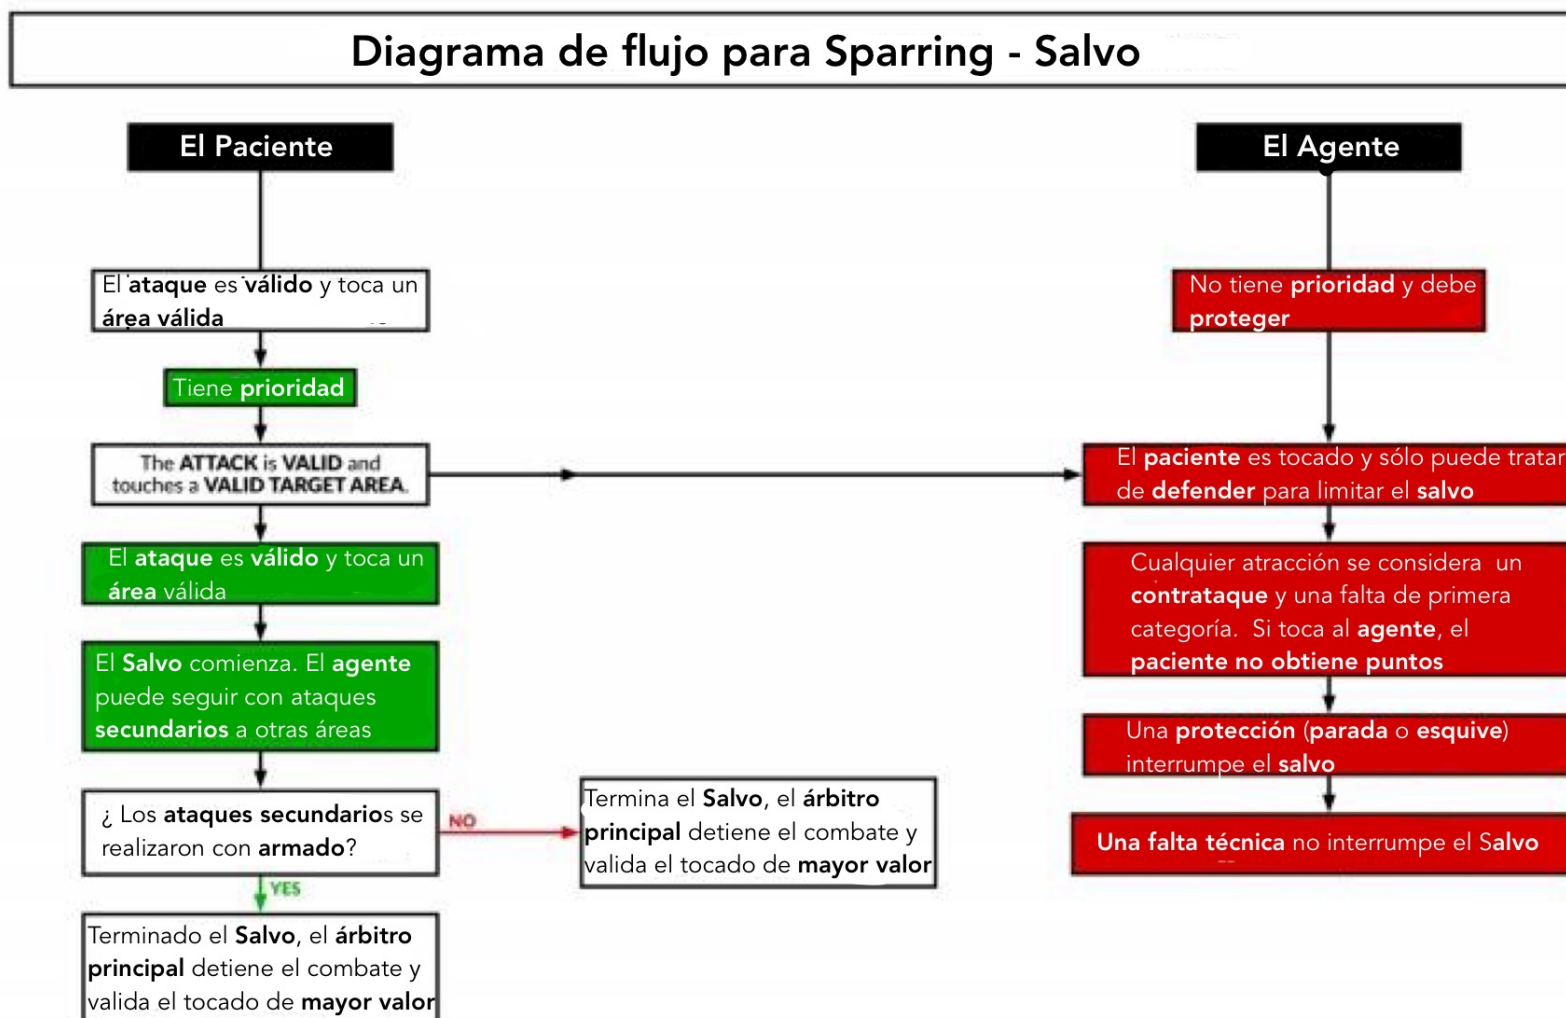 Diagrama de flujo para Sparring - Salvo
El Paciente
El ataque es válido y toca un
área válida
Tiene prioridad
The ATTACK is VALID and
touches a VALID TARGET AREA.
El ataque es válido y toca un
área válida
El Salvo comienza. El agente
puede seguir con ataques
secundarios a otras áreas
¿ Los ataques secundarios se
realizaron con armado?
NO
Termina el Salvo, el árbitro
principal detiene el combate y
valida el tocado de mayor valor
YES
Terminado el Salvo, el árbitro
principal detiene el combate y
valida el tocado de mayor valor
El Agente
No tiene prioridad y debe
proteger
El paciente es tocado y sólo puede tratar
de defender para limitar el salvo
Cualquier atracción se considera un
contrataque y una falta de primera
categoría. Si toca al agente, el
paciente no obtiene puntos
Una protección (parada o esquive)
interrumpe el salvo
Una falta técnica no interrumpe el Salvo